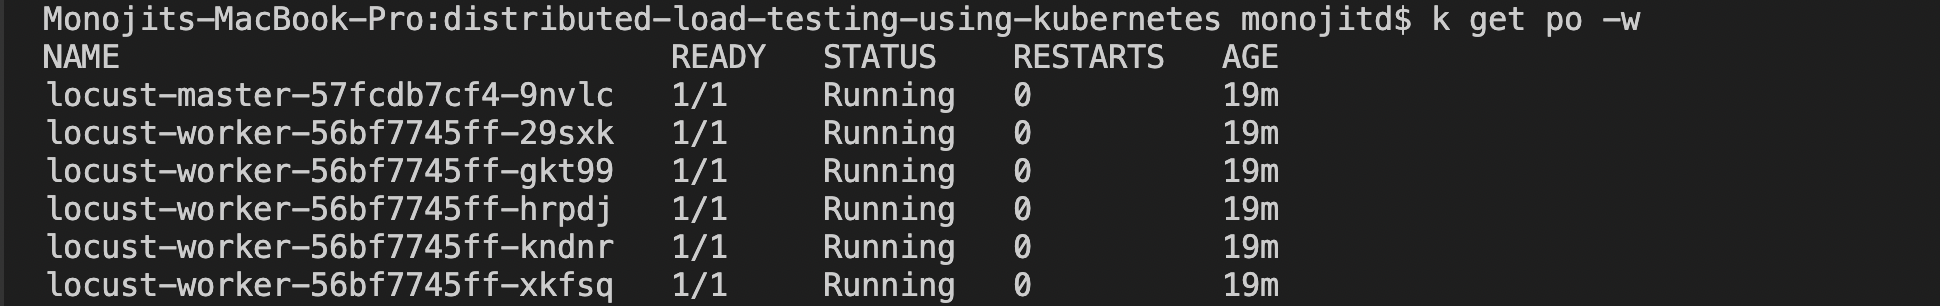 Monojits-MacBook-Pro:distributed-load-testing-using-kubernetes monojitd$ k get po -w
NAME READY STATUS RESTARTS AGE
locust-master-57fcdb7cf4-9nvlc 1/1 Running 0 19m
locust-worker-56bf7745ff-29sxk 1/1 Running 0 19m
locust-worker-56bf7745ff-gkt99 1/1 Running 0 19m
locust-worker-56bf7745ff-hrpdj 1/1 Running 0 19m
locust-worker-56bf7745ff-kndnr 1/1 Running 0 19m
locust-worker-56bf7745ff-xkfsq 1/1 Running 0 19m